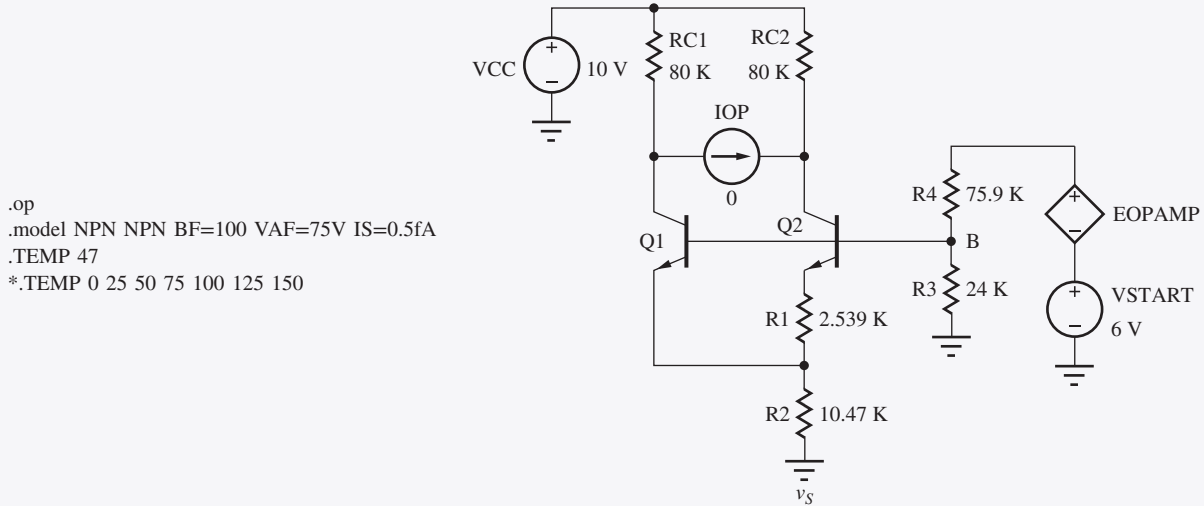 RC1
80 K
RC2
80 K
VCC
+
−
10 V
IOP
0
.op
.model NPN NPN BF=100 VAF=75V IS=0.5fA
.TEMP 47
*.TEMP 0 25 50 75 100 125 150
Q1
Q2
R4
75.9 K
+
−
EOPAMP
B
R3
24 K
+
−
VSTART
6 V
R1
2.539 K
R2
10.47 K
vS